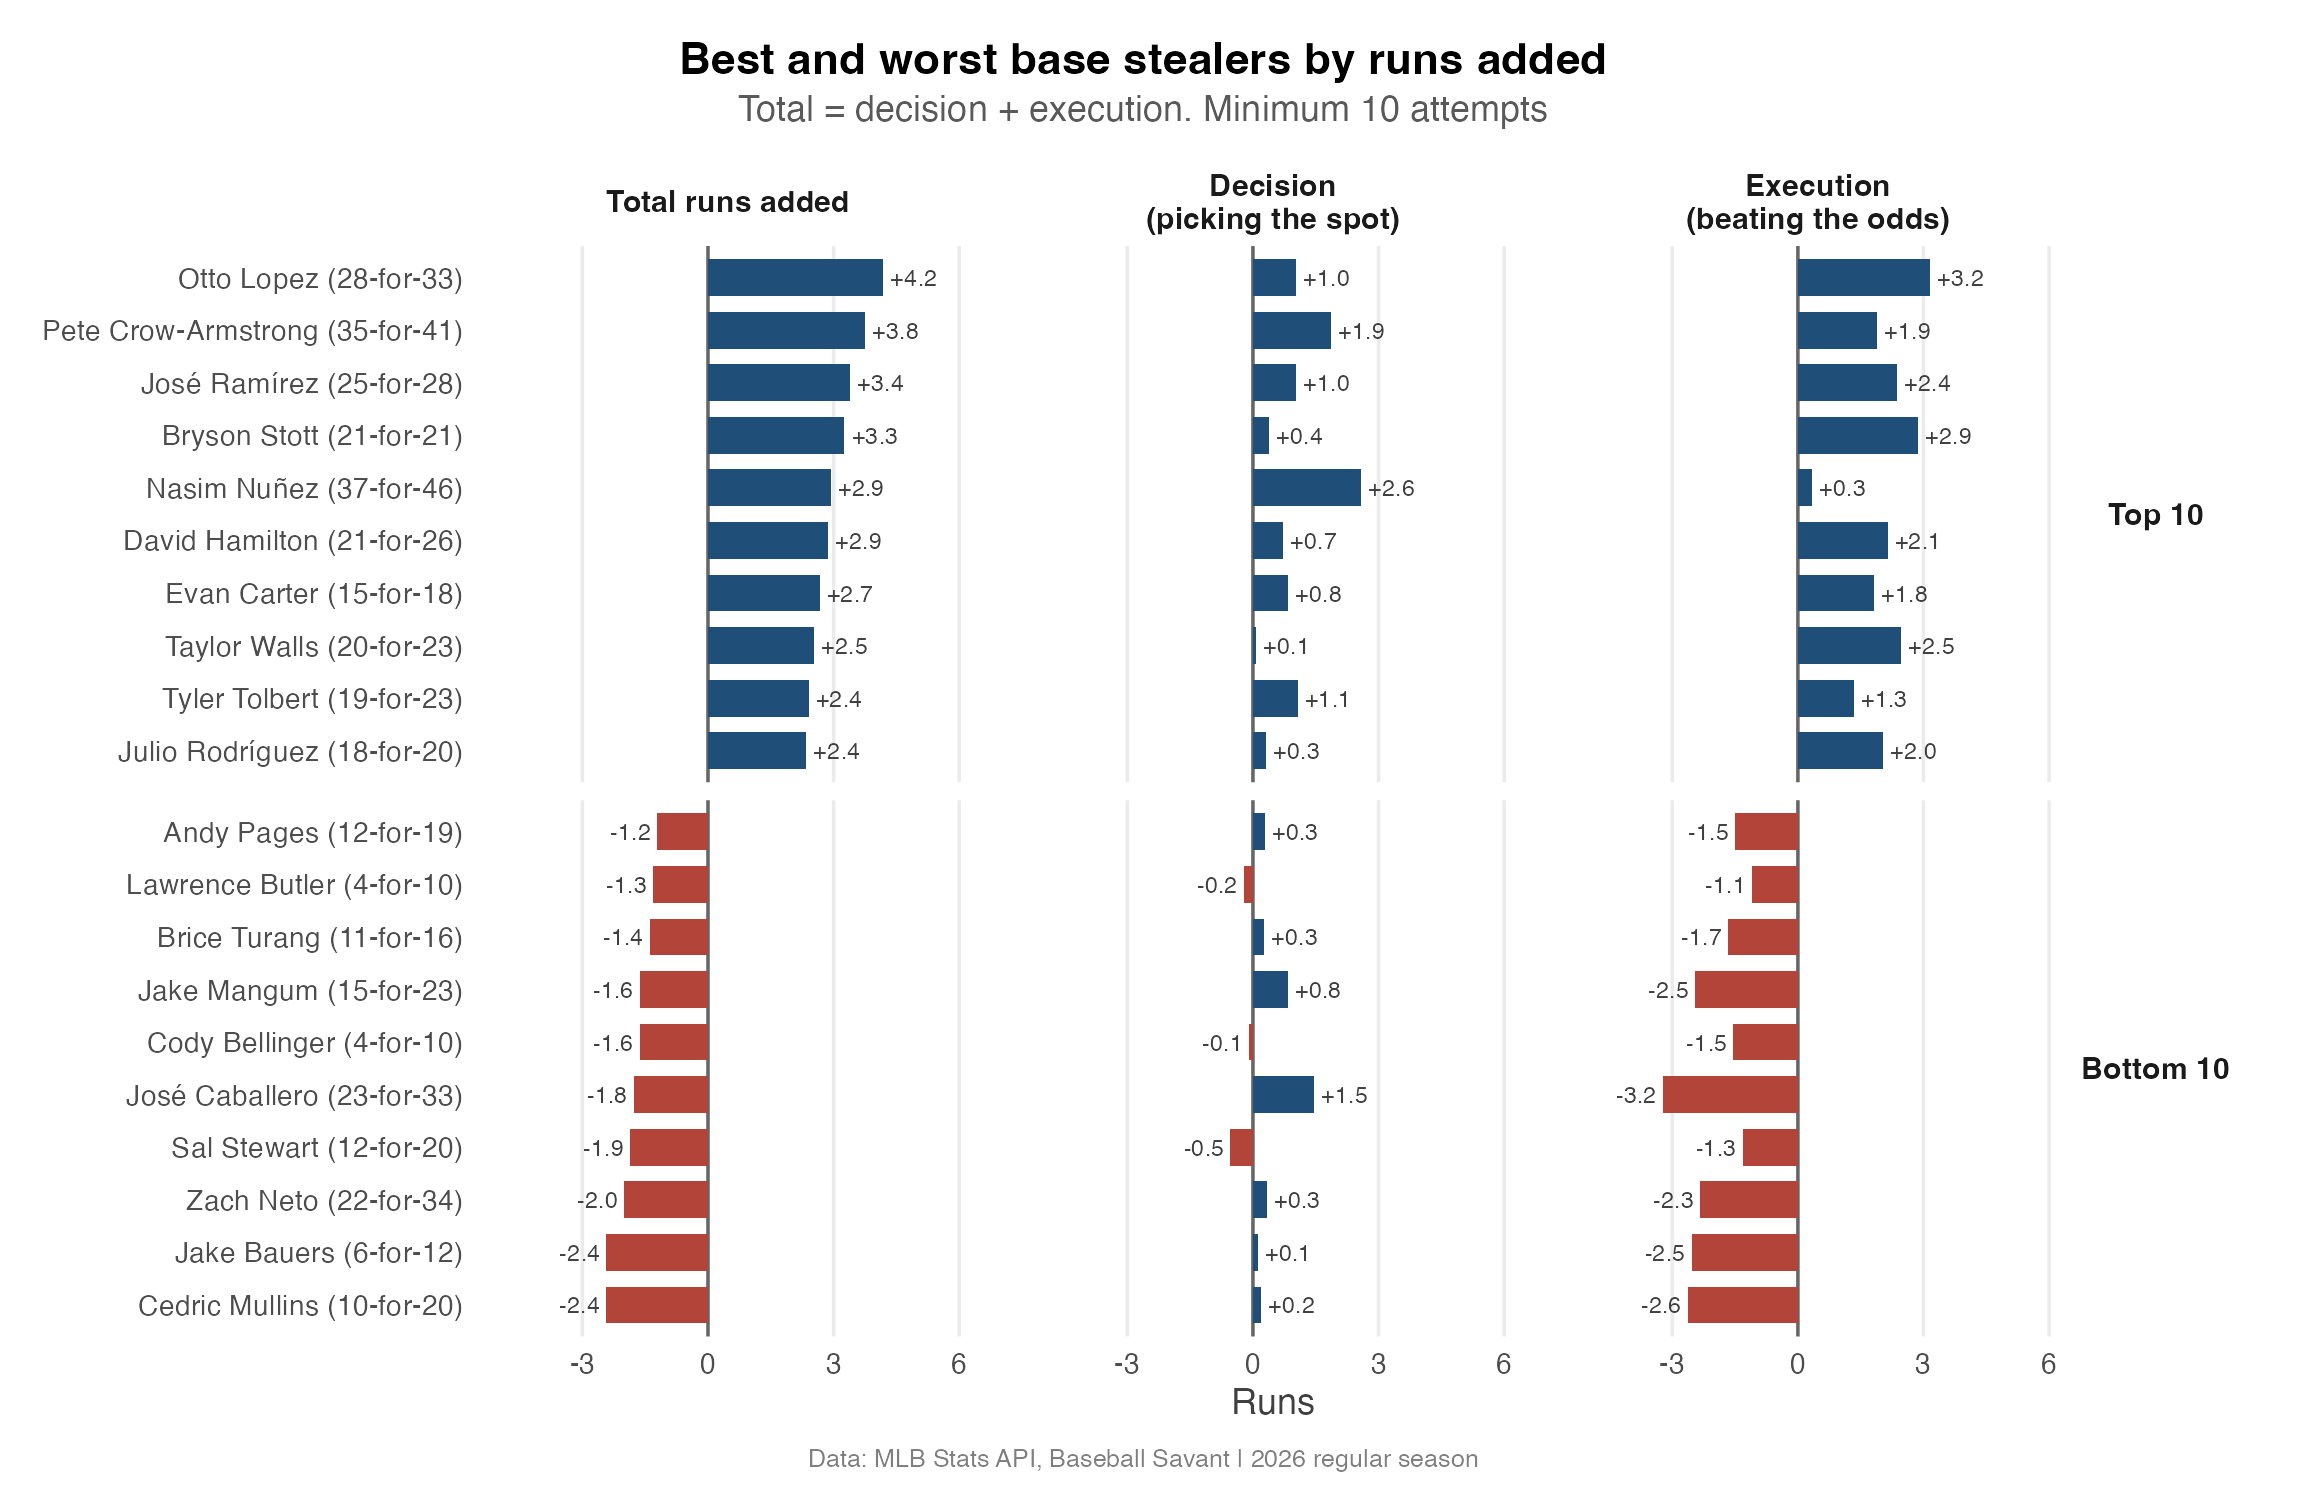 Best and worst base stealers by runs added
Total = decision + execution. Minimum 10 attempts
Total runs added
Decision
(picking the spot)
Execution
(beating the odds)
Otto Lopez (28-for-33) +4.2 +1.0 +3.2
Pete Crow-Armstrong (35-for-41) +3.8 +1.9 +1.9
José Ramírez (25-for-28) +3.4 +1.0 +2.4
Bryson Stott (21-for-21) +3.3 +0.4 +2.9
Nasim Nuñez (37-for-46) +2.9 +2.6 +0.3
Top 10
David Hamilton (21-for-26) +2.9 +0.7 +2.1
Evan Carter (15-for-18) +2.7 +0.8 +1.8
Taylor Walls (20-for-23) +2.5 +0.1 +2.5
Tyler Tolbert (19-for-23) +2.4 +1.1 +1.3
Julio Rodríguez (18-for-20) +2.4 +0.3 +2.0
Andy Pages (12-for-19) -1.2 +0.3 -1.5
Lawrence Butler (4-for-10) -1.3 -0.2 -1.1
Brice Turang (11-for-16) -1.4 +0.3 -1.7
Jake Mangum (15-for-23) -1.6 +0.8 -2.5
Cody Bellinger (4-for-10) -1.6 -0.1 -1.5
Bottom 10
José Caballero (23-for-33) -1.8 +1.5 -3.2
Sal Stewart (12-for-20) -1.9 -0.5 -1.3
Zach Neto (22-for-34) -2.0 +0.3 -2.3
Jake Bauers (6-for-12) -2.4 +0.1 -2.5
Cedric Mullins (10-for-20) -2.4 +0.2 -2.6
-3 0 3 6 -3 0 3 6 -3 0 3 6
Runs
Data: MLB Stats API, Baseball Savant | 2026 regular season